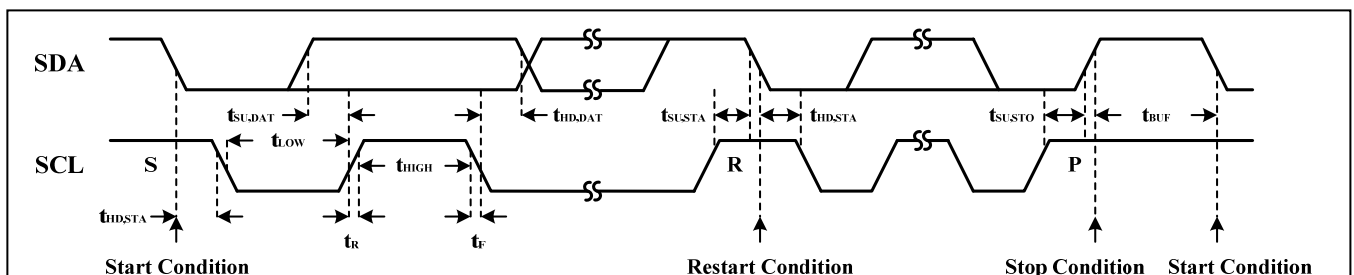 SDA
tSU,DAT
tHD,DAT
tSU,STA
tHD,STA
tSU,STO
tBUF
tLOW
SCL
S
tHIGH
R
P
tHD,STA
tR
tF
Start Condition
Restart Condition
Stop Condition
Start Condition